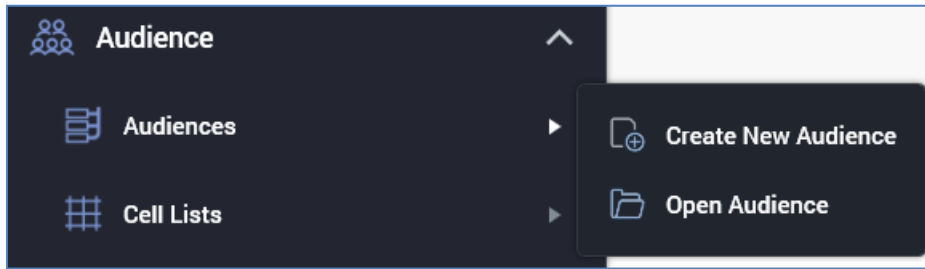 Audience
Audiences
Create New Audience
Open Audience
Cell Lists